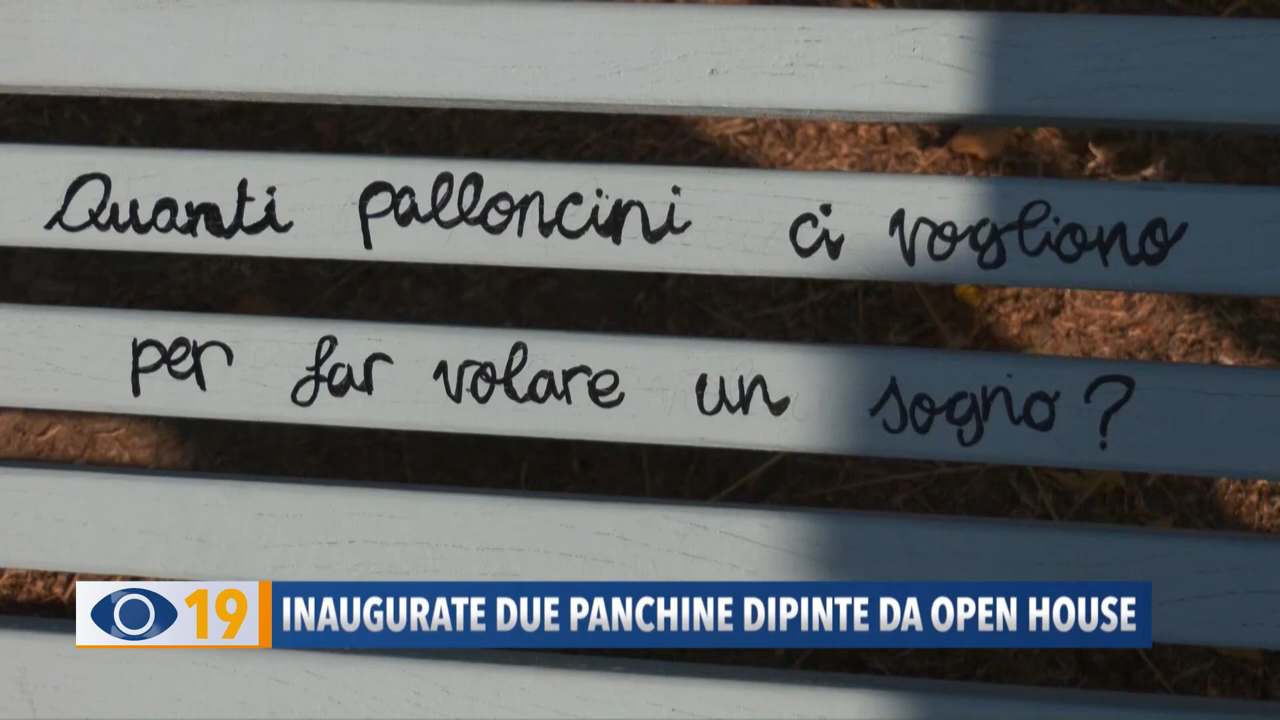 Quanti palloncini ci vogliono
per far volare un sogno?
19 INAUGURATE DUE PANCHINE DIPINTE DA OPEN HOUSE